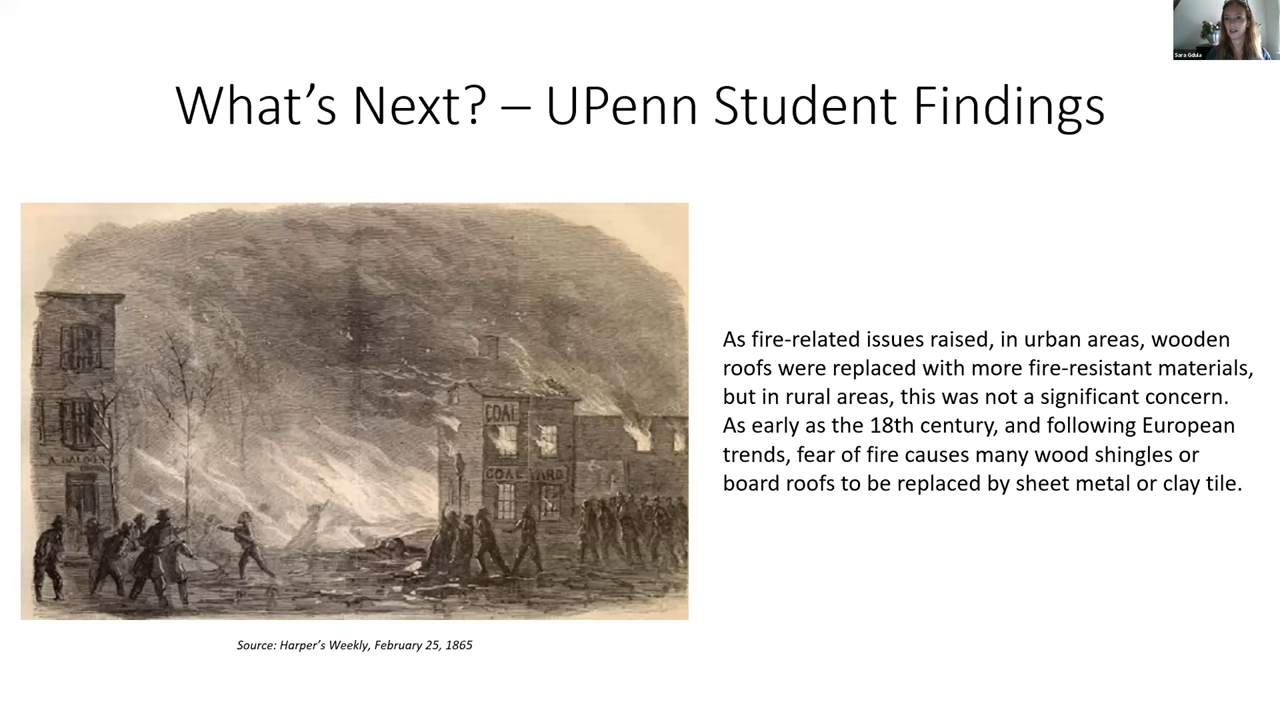 Sara Gdula
What's Next? – UPenn Student Findings
COAL
COAL YARD
As fire-related issues raised, in urban areas, wooden
roofs were replaced with more fire-resistant materials,
but in rural areas, this was not a significant concern.
As early as the 18th century, and following European
trends, fear of fire causes many wood shingles or
board roofs to be replaced by sheet metal or clay tile.
Source: Harper's Weekly, February 25, 1865